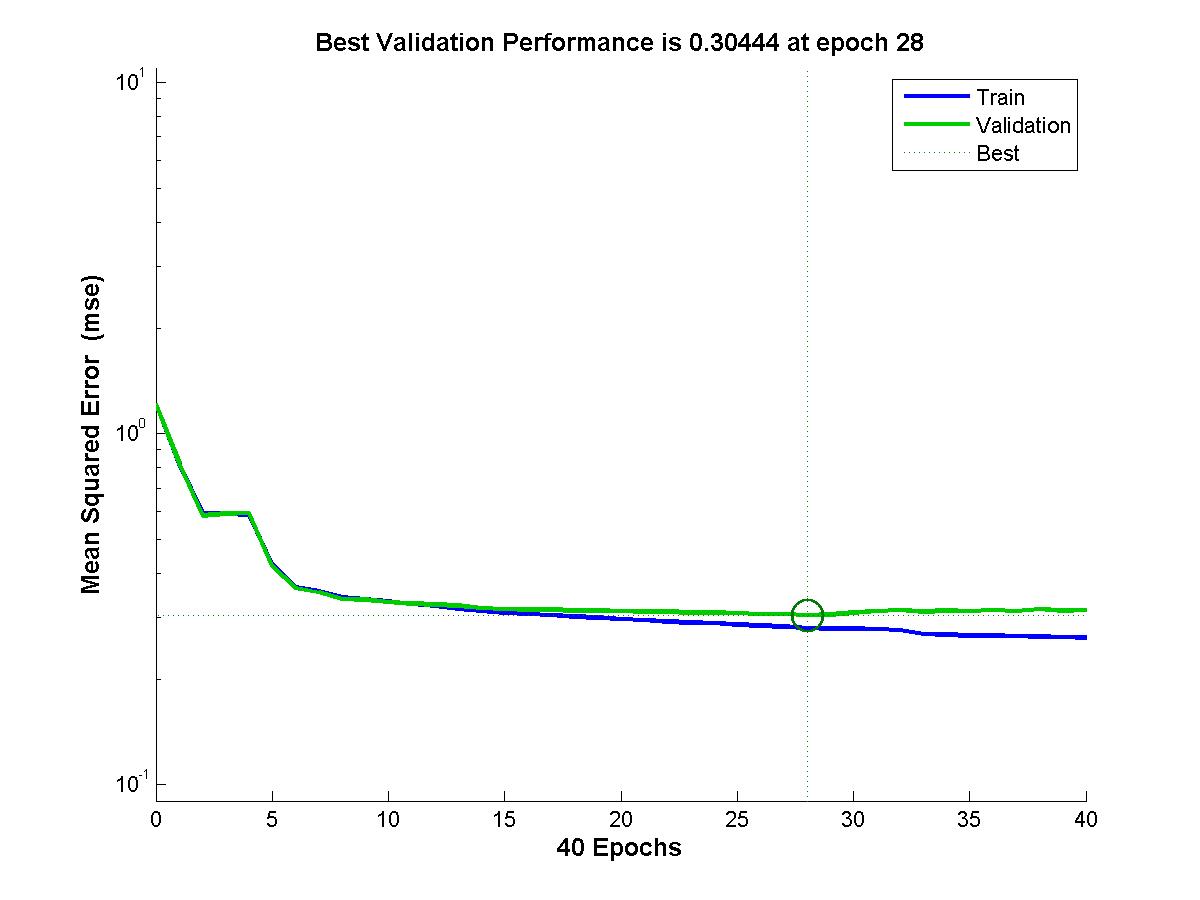 Best Validation Performance is 0.30444 at epoch 28
10^1
Train
Validation
Best
Mean Squared Error (mse)
10^0
10^-1
0 5 10 15 20 25 30 35 40
40 Epochs